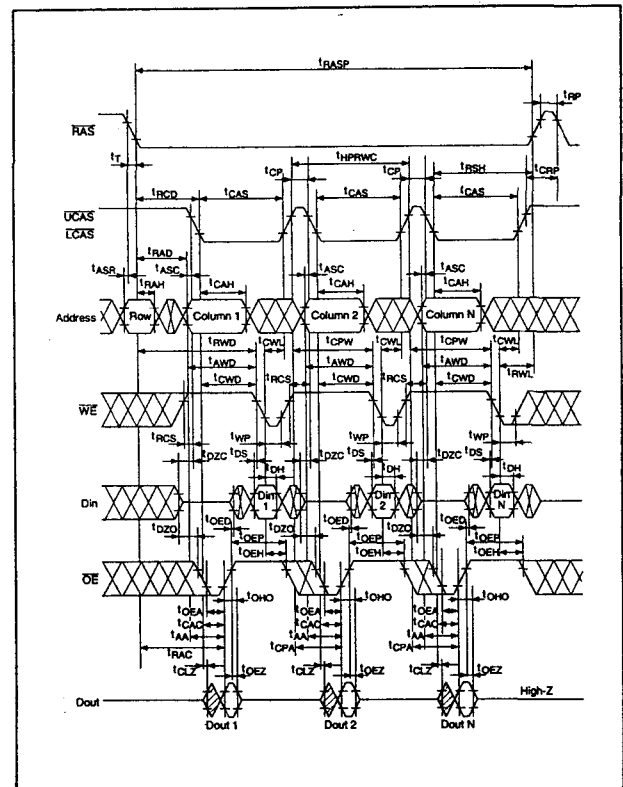 tRASP
tRP
RAS
tT
tHPRWC
tCP
tCP
tRSH
tCRP
tRCD
tCAS
tCAS
tCAS
UCAS
LCAS
tRAD
tASR
tASC
tASC
tASC
tRAH
tCAH
tCAH
tCAH
Address
Row
Column 1
Column 2
Column N
tRWD
tCWL
tCPW
tCWL
tCPW
tCWL
tAWD
tAWD
tAWD
tRCS
tCWD
tCWD
tRCS
tCWD
tRWL
WE
tRCS
tWP
tWP
tWP
tDZC
tDS
tDZC
tDS
tDZC
tDS
tDH
tDH
tDH
Din
Din 1
Din 2
Din N
tDZO
tOED
tDZO
tOED
tDZO
tOED
tOEP
tOEP
tOEP
tOEH
tOEH
tOEH
OE
tOHO
tOHO
tOHO
tOEA
tOEA
tOEA
tCAC
tCAC
tCAC
tAA
tAA
tAA
tRAC
tCPA
tCPA
tCLZ
tOEZ
tCLZ
tOEZ
tCLZ
tOEZ
Dout
High-Z
Dout 1
Dout 2
Dout N